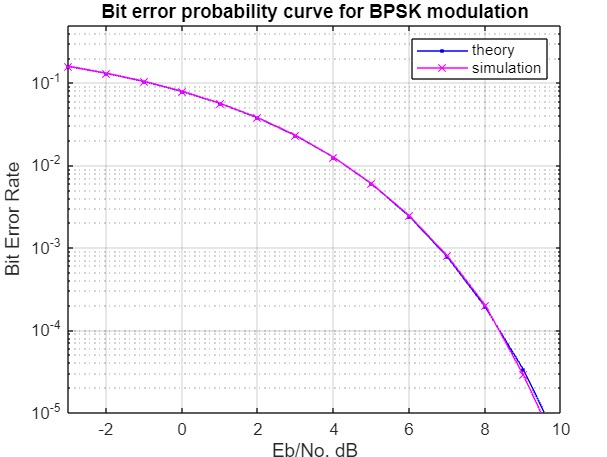 Bit error probability curve for BPSK modulation
theory
simulation
10-1
10-2
10-3
10-4
10-5
Bit Error Rate
-2
0
2
4
6
8
10
Eb/No. dB